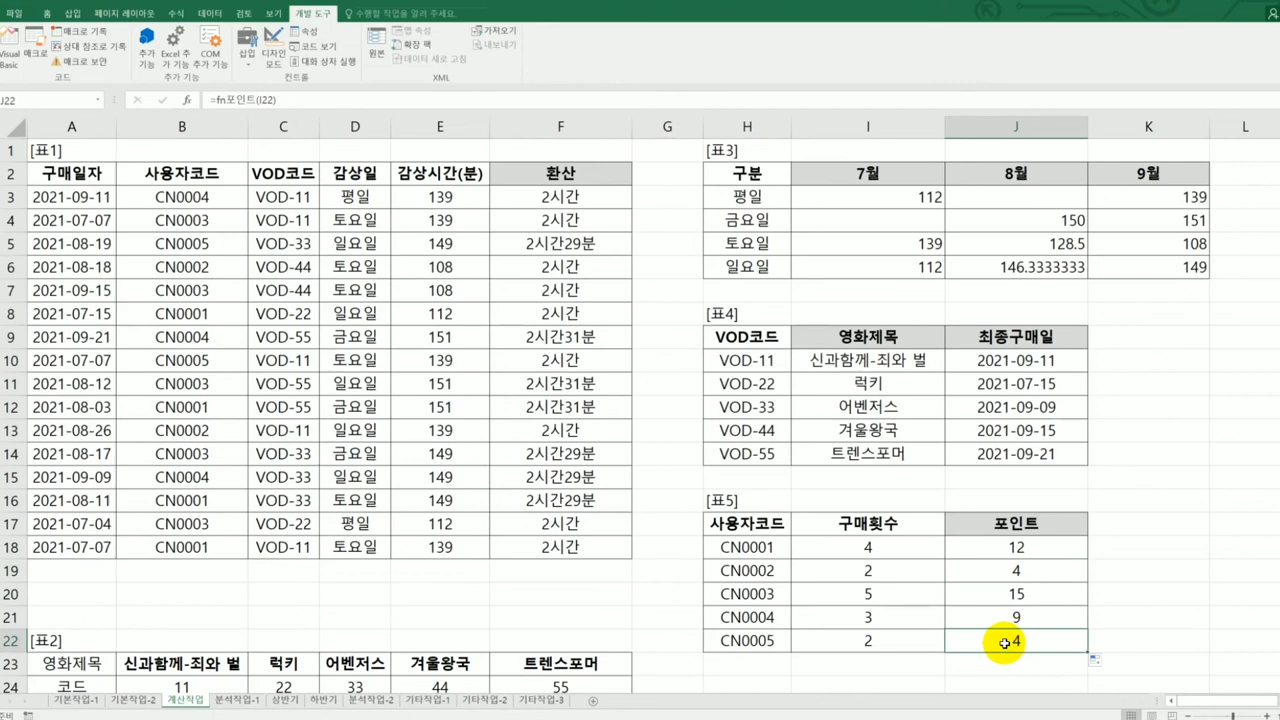 파일 홈 삽입 페이지 레이아웃 수식 데이터 검토 보기 개발 도구 수행할 작업을 알려 주세요.
매크로 기록 속성 맵 속성 가져오기
상대 참조로 기록 코드 보기 확장 팩 내보내기
Visual Basic 매크로 매크로 보안 추가 기능 Excel 추가 기능 COM 추가 기능 삽입 디자인 모드 대화 상자 실행 원본 데이터 새로 고침
코드 추가 기능 컨트롤 XML
J22 fx =fn포인트(I22)
A B C D E F G H I J K L
1 [표1] [표3]
2 구매일자 사용자코드 VOD코드 감상일 감상시간(분) 환산 구분 7월 8월 9월
3 2021-09-11 CN0004 VOD-11 평일 139 2시간 평일 112 139
4 2021-07-07 CN0003 VOD-11 토요일 139 2시간 금요일 150 151
5 2021-08-19 CN0005 VOD-33 일요일 149 2시간29분 토요일 139 128.5 108
6 2021-08-18 CN0002 VOD-44 토요일 108 2시간 일요일 112 146.3333333 149
7 2021-09-15 CN0003 VOD-44 토요일 108 2시간
8 2021-07-15 CN0001 VOD-22 일요일 112 2시간 [표4]
9 2021-09-21 CN0004 VOD-55 금요일 151 2시간31분 VOD코드 영화제목 최종구매일
10 2021-07-07 CN0005 VOD-11 토요일 139 2시간 VOD-11 신과함께-죄와 벌 2021-09-11
11 2021-08-12 CN0003 VOD-55 일요일 151 2시간31분 VOD-22 럭키 2021-07-15
12 2021-08-03 CN0001 VOD-55 금요일 151 2시간31분 VOD-33 어벤저스 2021-09-09
13 2021-08-26 CN0002 VOD-11 일요일 139 2시간 VOD-44 겨울왕국 2021-09-15
14 2021-08-17 CN0003 VOD-33 금요일 149 2시간29분 VOD-55 트렌스포머 2021-09-21
15 2021-09-09 CN0004 VOD-33 일요일 149 2시간29분
16 2021-08-11 CN0001 VOD-33 토요일 149 2시간29분 [표5]
17 2021-07-04 CN0003 VOD-22 평일 112 2시간 사용자코드 구매횟수 포인트
18 2021-07-07 CN0001 VOD-11 토요일 139 2시간 CN0001 4 12
19 CN0002 2 4
20 CN0003 5 15
21 CN0004 3 9
22 [표2] CN0005 2 4
23 영화제목 신과함께-죄와 벌 럭키 어벤저스 겨울왕국 트렌스포머
24 코드 11 22 33 44 55
기본작업-1 기본작업-2 계산작업 분석작업-1 상반기 하반기 분석작업-2 기타작업-1 기타작업-2 기타작업-3
준비